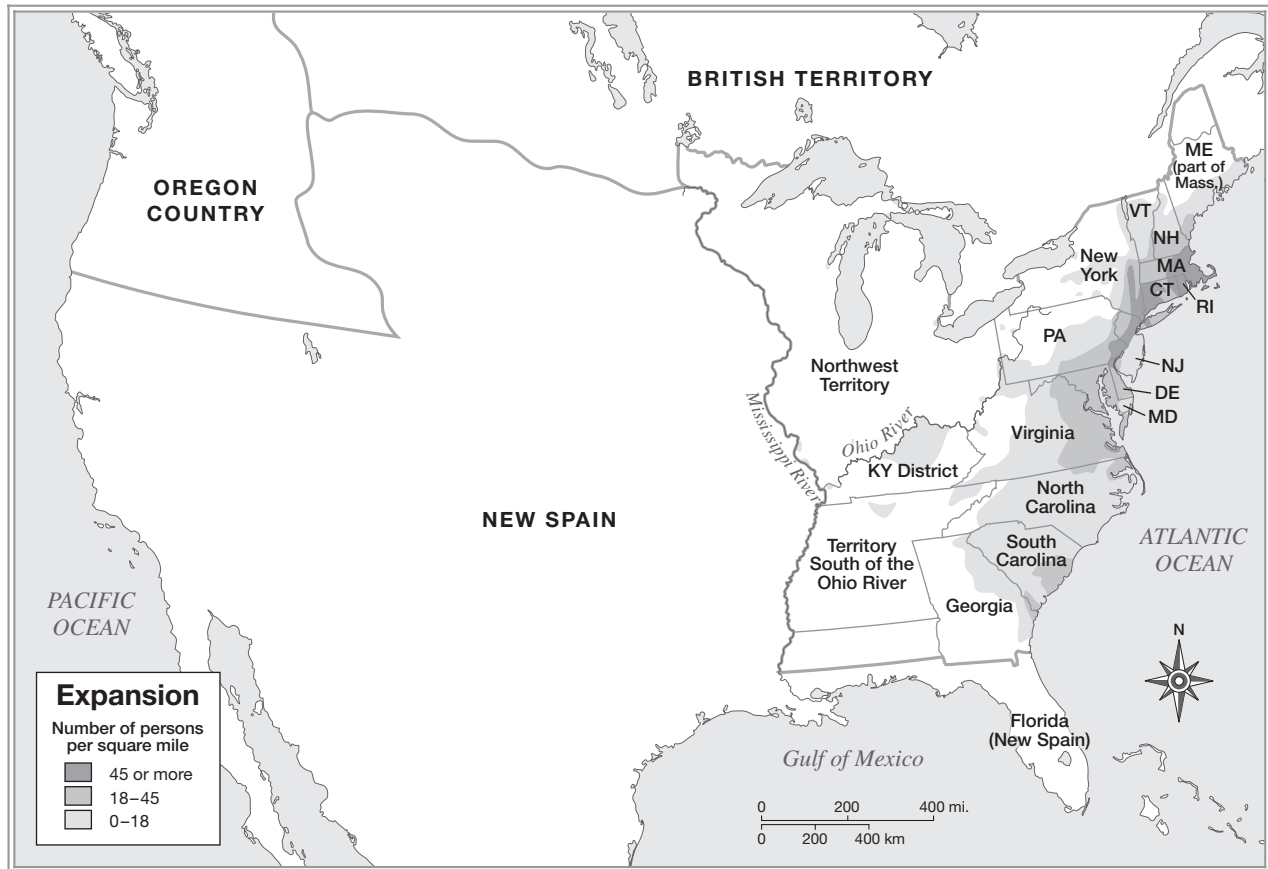 BRITISH TERRITORY
OREGON
COUNTRY
ME
(part of
Mass.)
VT
NH
New
York
MA
CT
RI
PA
NJ
Northwest
Territory
DE
MD
Mississippi River
Ohio River
Virginia
KY District
NEW SPAIN
North
Carolina
South
Carolina
ATLANTIC
OCEAN
Territory
South of the
Ohio River
Georgia
PACIFIC
OCEAN
N
Florida
(New Spain)
Gulf of Mexico
Expansion
Number of persons
per square mile
45 or more
18–45
0–18
0 200 400 mi.
0 200 400 km